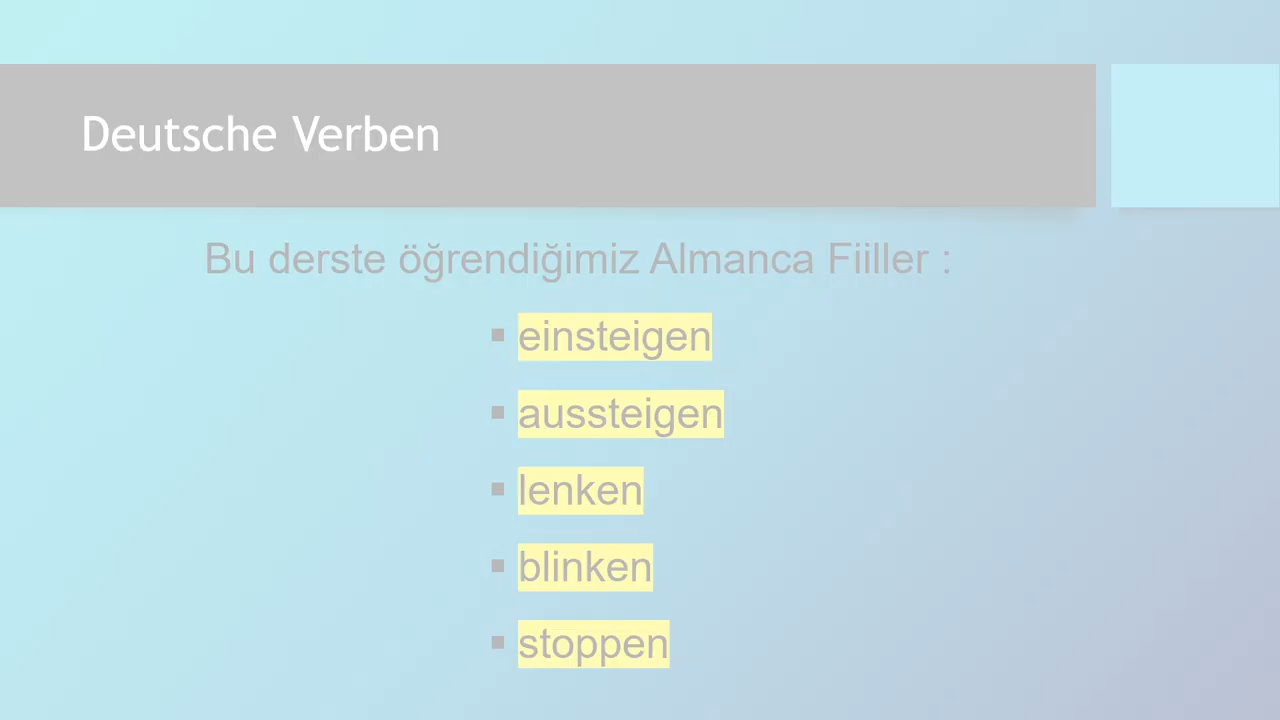 Deutsche Verben
Bu derste öğrendiğimiz Almanca Fiiller :
▪ einsteigen
▪ aussteigen
▪ lenken
▪ blinken
▪ stoppen